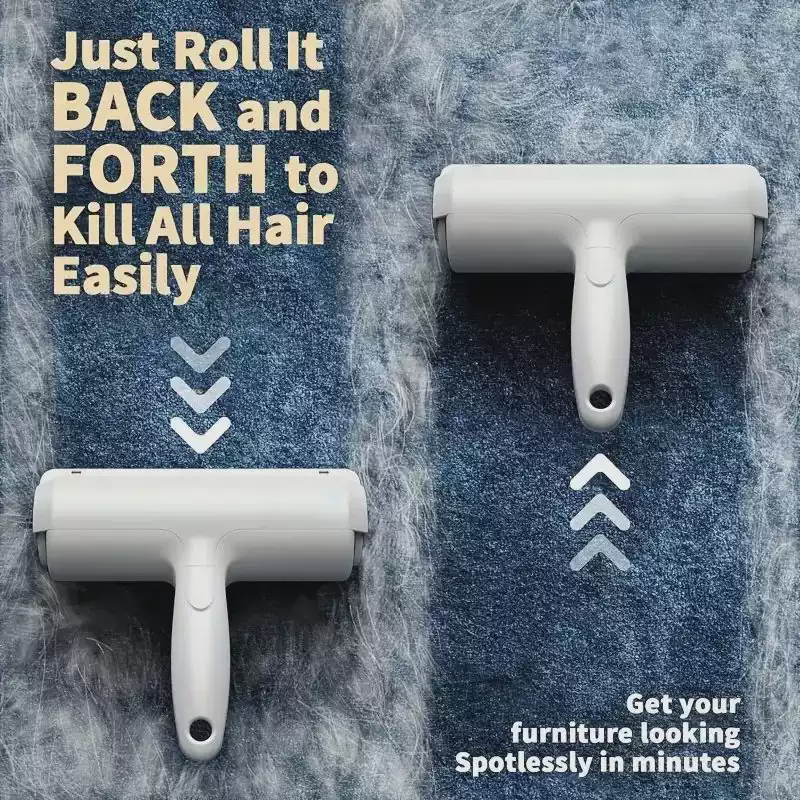 Just Roll It
BACK and
FORTH to
Kill All Hair
Easily
Get your
furniture looking
Spotlessly in minutes